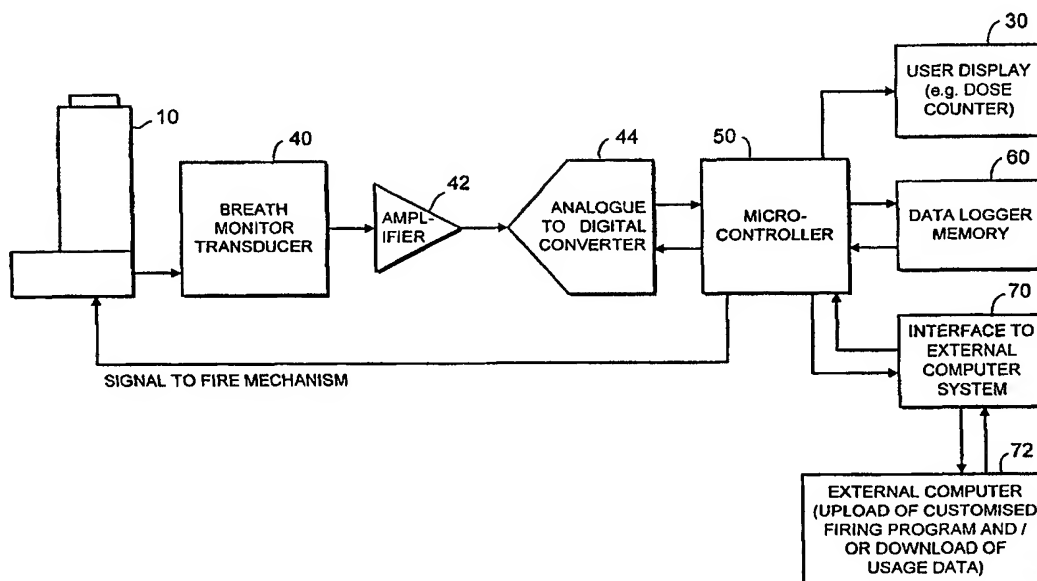 30
USER DISPLAY
(e.g. DOSE
COUNTER)
10
40
BREATH
MONITOR
TRANSDUCER
42
AMPL-
IFIER
44
ANALOGUE
TO DIGITAL
CONVERTER
50
MICRO-
CONTROLLER
60
DATA LOGGER
MEMORY
70
INTERFACE TO
EXTERNAL
COMPUTER
SYSTEM
SIGNAL TO FIRE MECHANISM
72
EXTERNAL COMPUTER
(UPLOAD OF CUSTOMISED
FIRING PROGRAM AND /
OR DOWNLOAD OF
USAGE DATA)